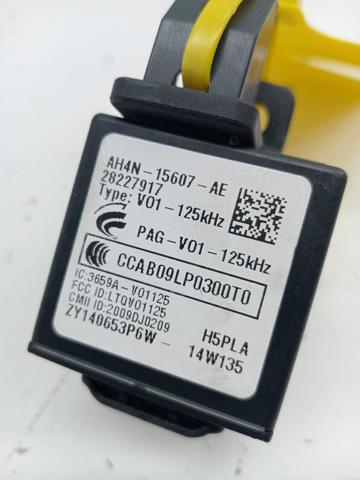 AH4N-15607-AE
28227917
Type: V01-125kHz
PAG-V01-125kHz
CCAB09LP0300T0
IC:3659A-V01125
FCC ID:LTQV01125
CMII ID:2009DJ0209
ZY140653P6W-
H5PLA
14W135